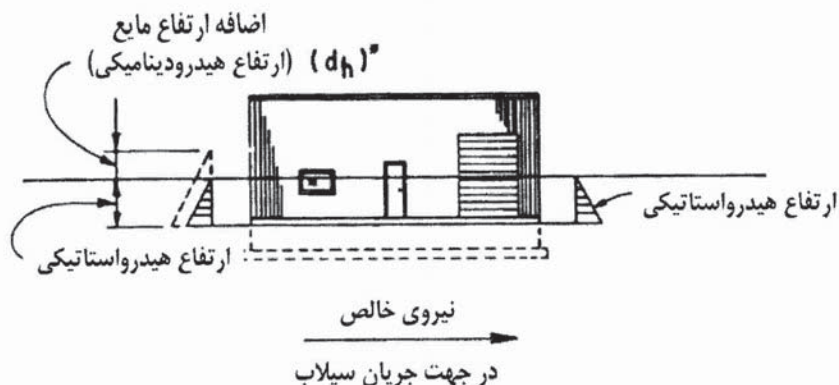 اضافه ارتفاع مایع
(ارتفاع هیدرودینامیکی) (dh)*
ارتفاع هیدرواستاتیکی
ارتفاع هیدرواستاتیکی
نیروی خالص
در جهت جریان سیلاب